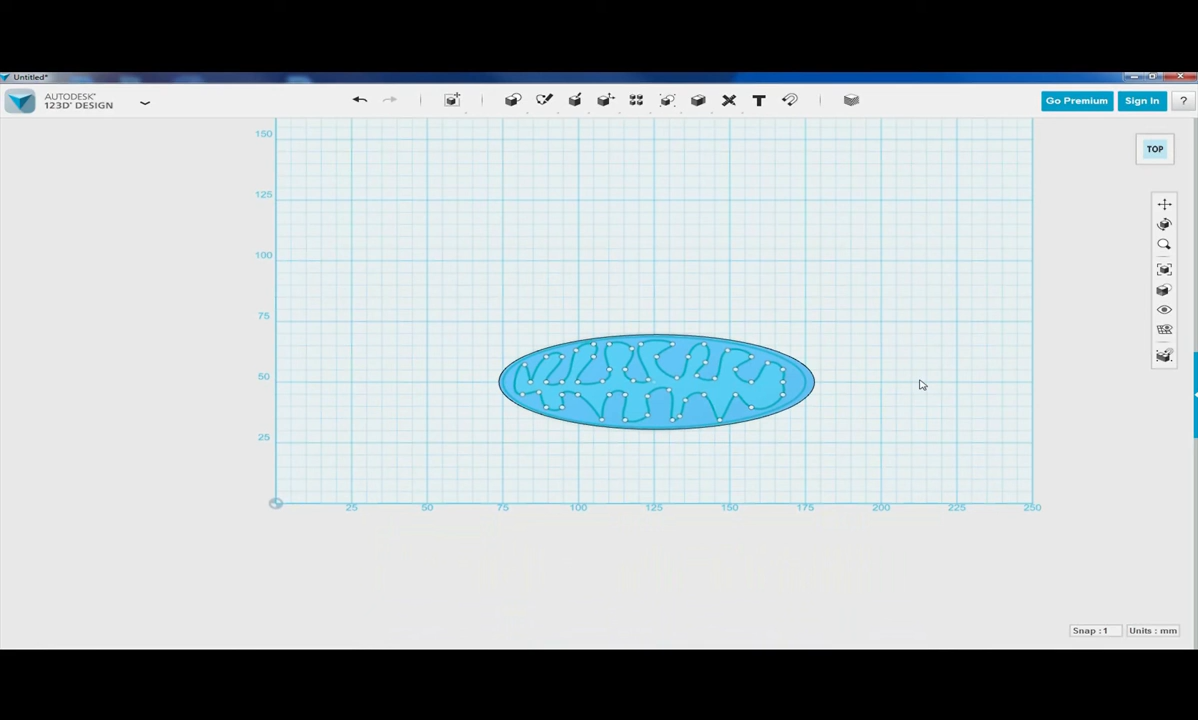 Untitled*
AUTODESK®
123D® DESIGN
Go Premium
Sign In
?
TOP
150
125
100
75
50
25
25 50 75 100 125 150 175 200 225 250
Snap : 1
Units : mm